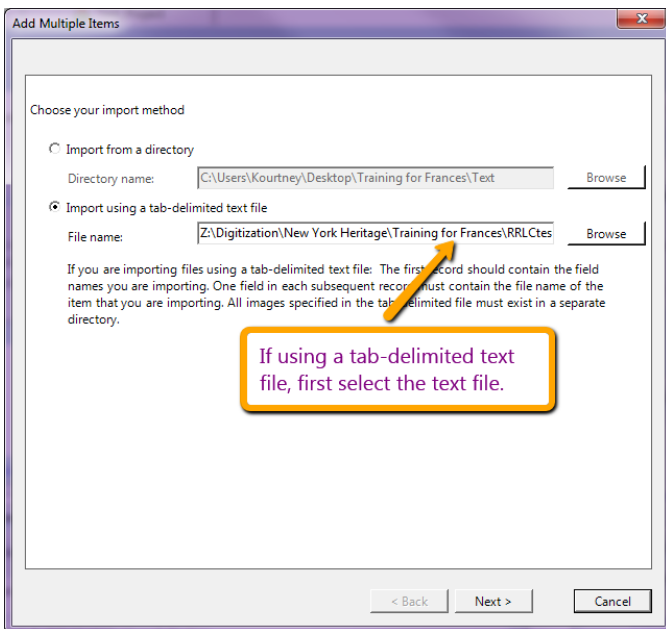 Add Multiple Items
Choose your import method
Import from a directory
Directory name: C:\Users\Kourtney\Desktop\Training for Frances\Text Browse
Import using a tab-delimited text file
File name: Z:\Digitization\New York Heritage\Training for Frances\RRLCtes Browse
If you are importing files using a tab-delimited text file: The first record should contain the field
names you are importing. One field in each subsequent record must contain the file name of the
item that you are importing. All images specified in the tab-delimited file must exist in a separate
directory.
If using a tab-delimited text
file, first select the text file.
< Back Next > Cancel